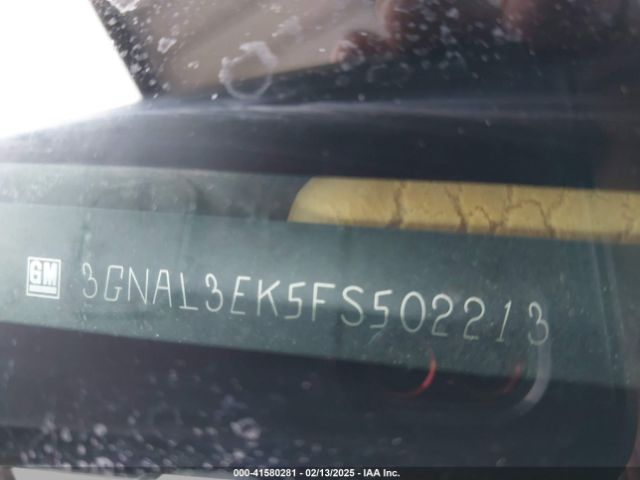 GM 3GNAL3EK5FS502213
000-41580281 - 02/13/2025 - IAA Inc.